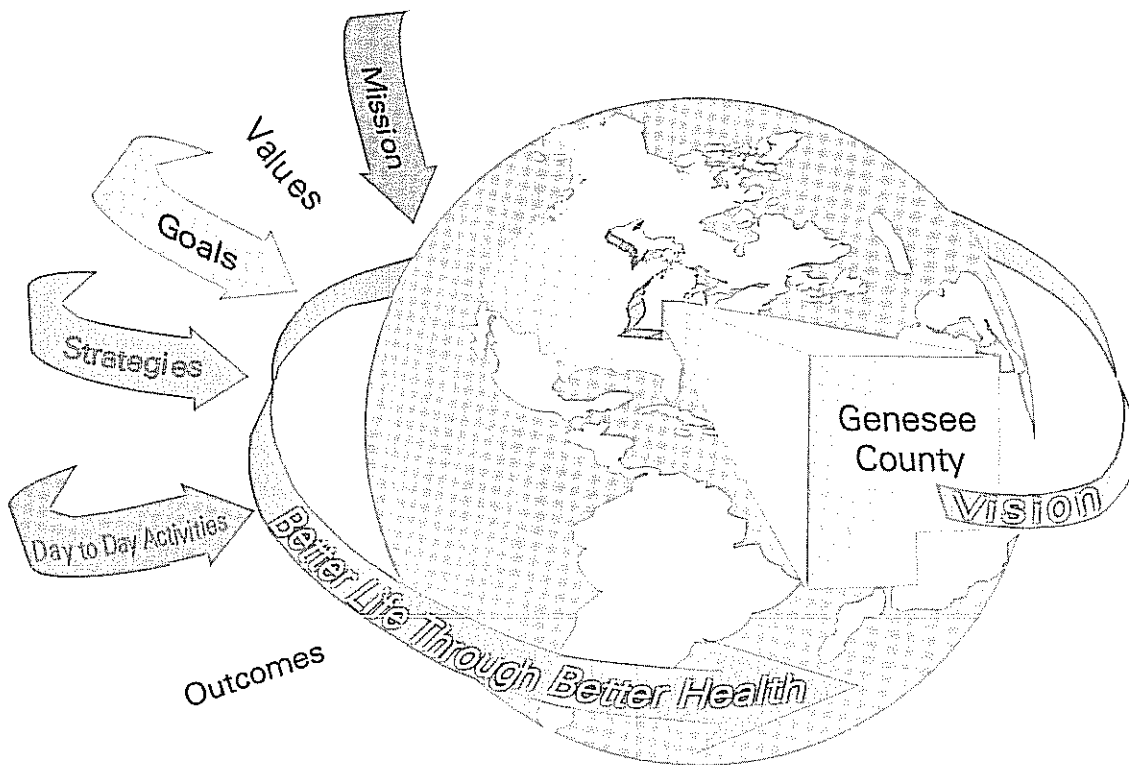 Mission
Values
Goals
Strategies
Day to Day Activities
Genesee
County
Vision
Better Life Through Better Health
Outcomes